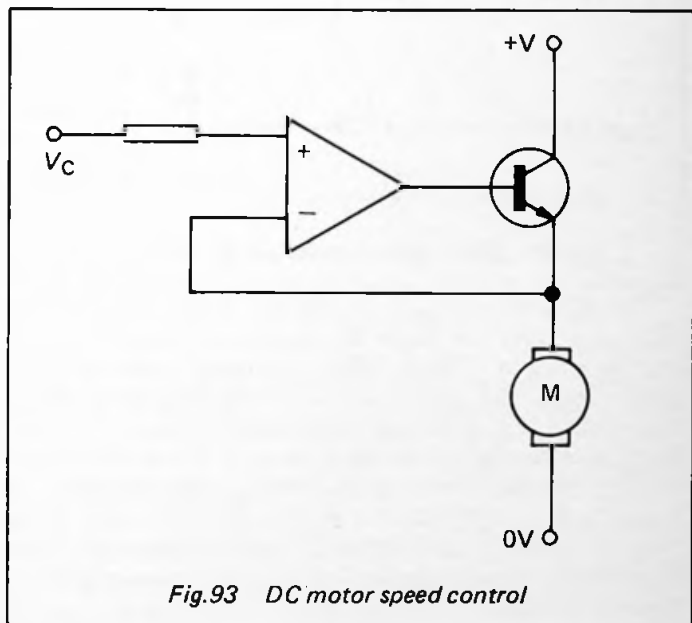 +V
V_C
+
−
M
0V
Fig.93 DC motor speed control